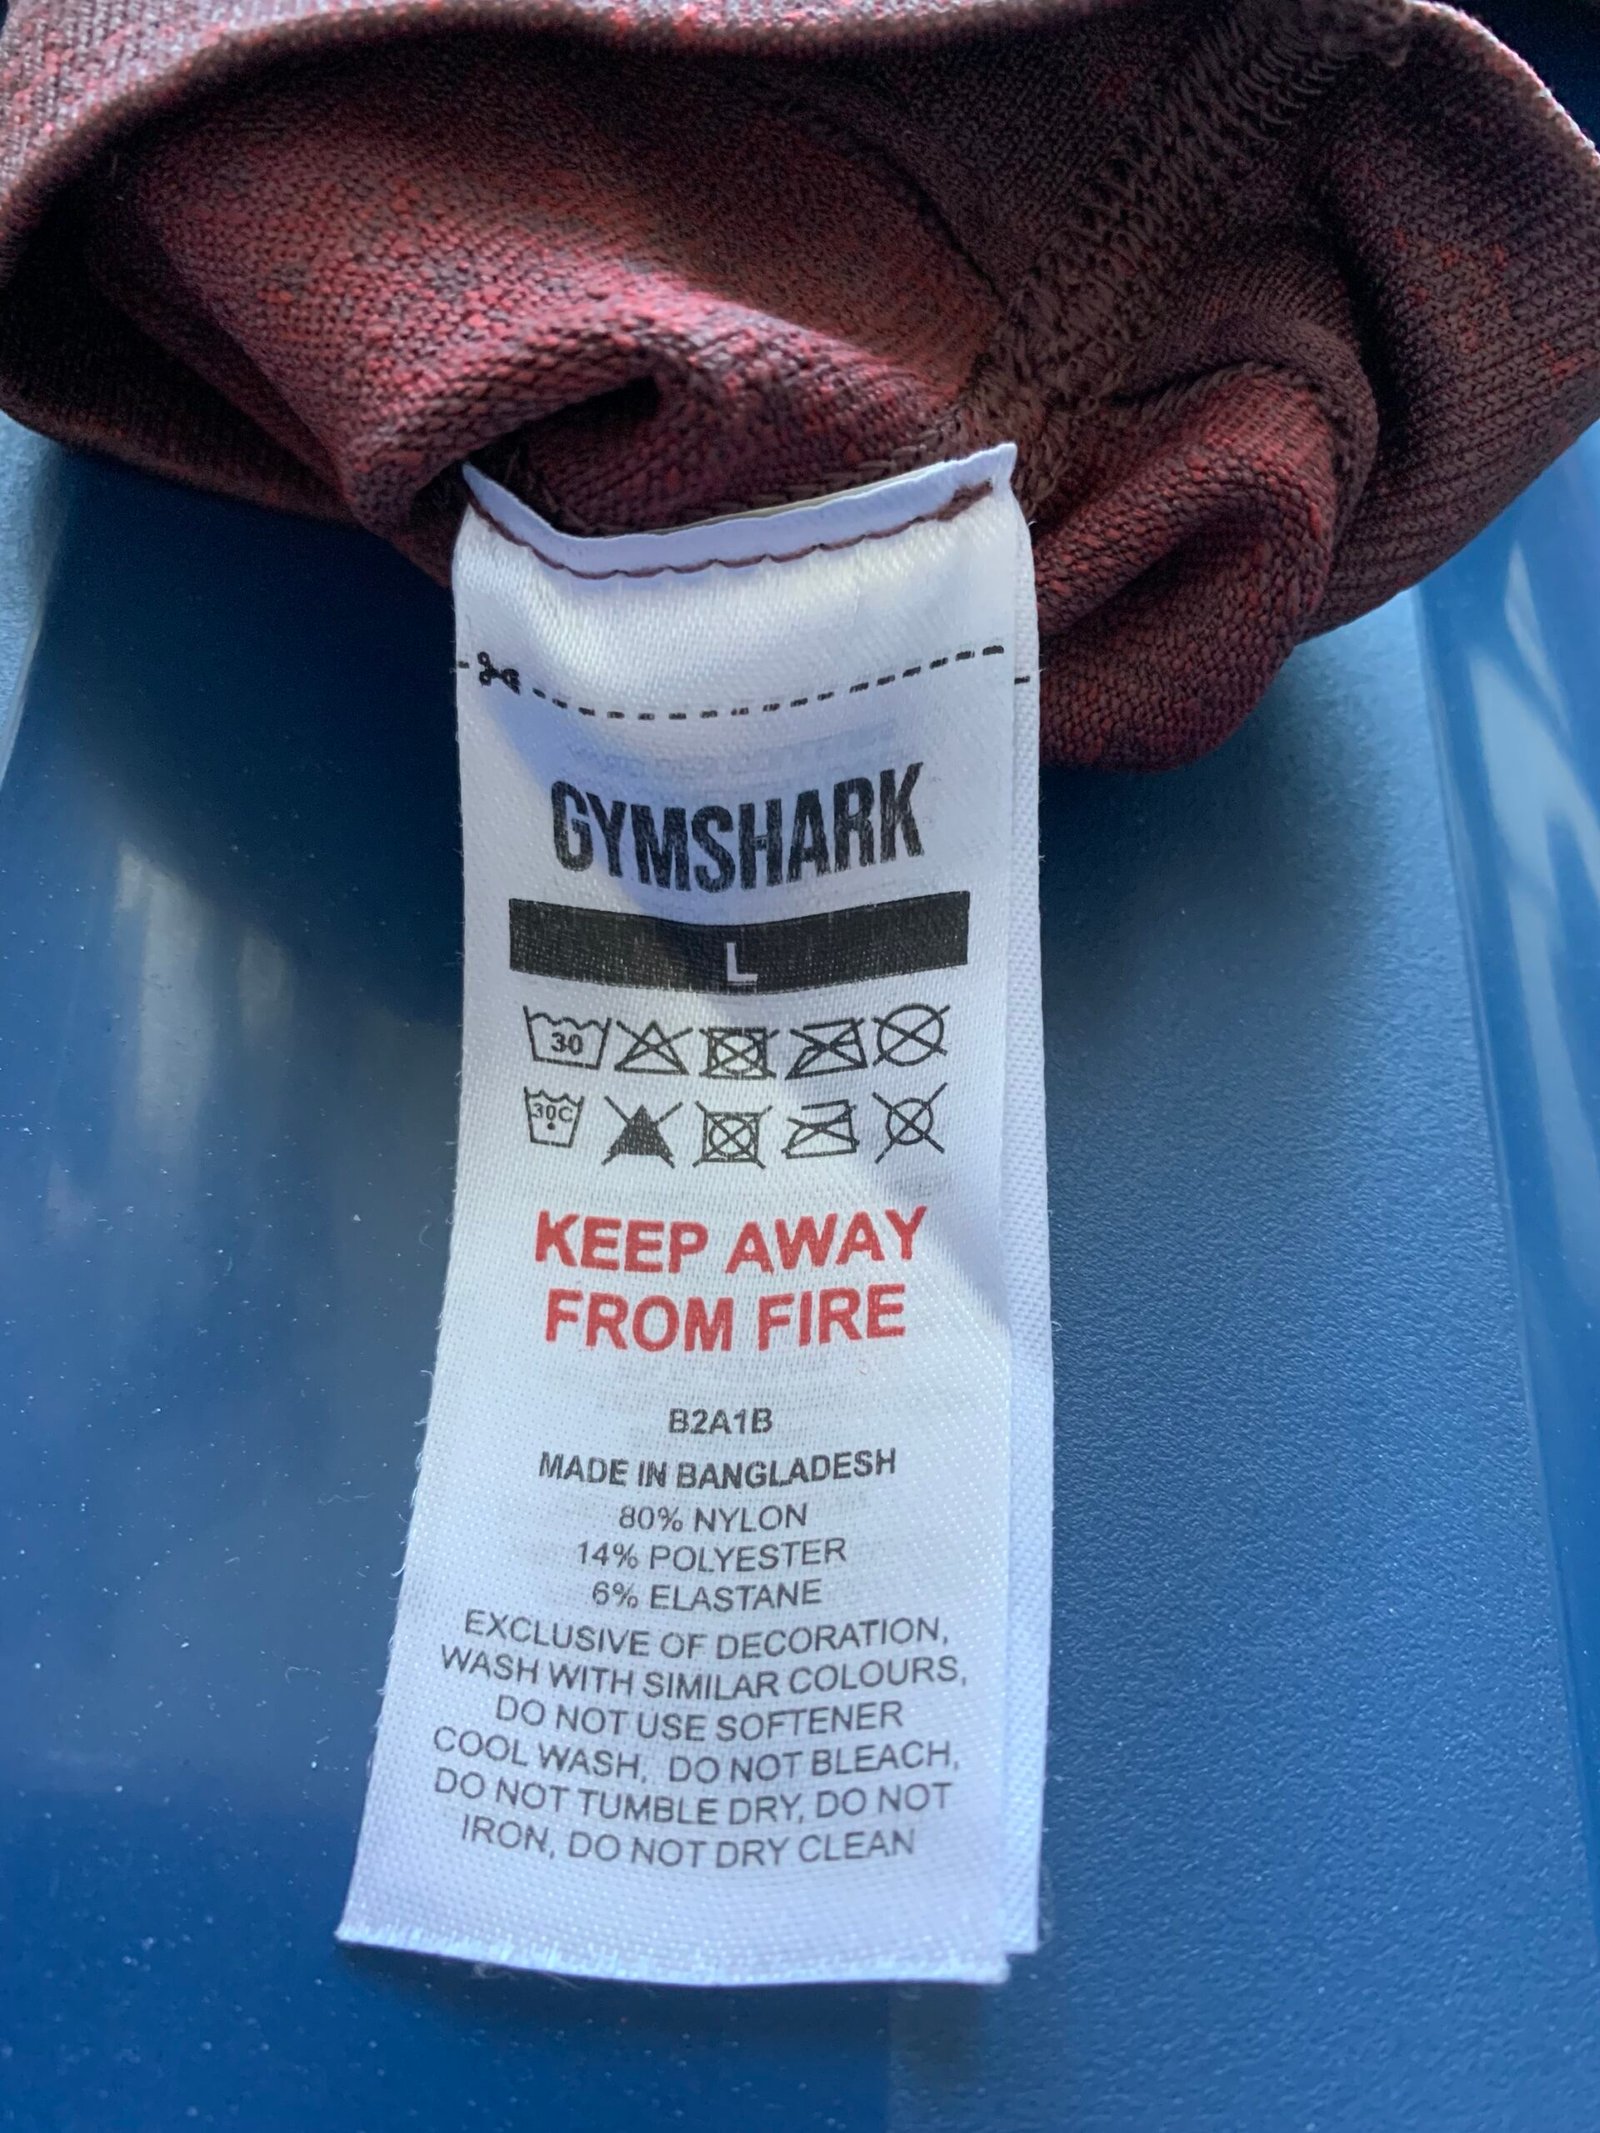 GYMSHARK
L
30
30C
KEEP AWAY
FROM FIRE
B2A1B
MADE IN BANGLADESH
80% NYLON
14% POLYESTER
6% ELASTANE
EXCLUSIVE OF DECORATION,
WASH WITH SIMILAR COLOURS,
DO NOT USE SOFTENER
COOL WASH, DO NOT BLEACH,
DO NOT TUMBLE DRY, DO NOT
IRON, DO NOT DRY CLEAN